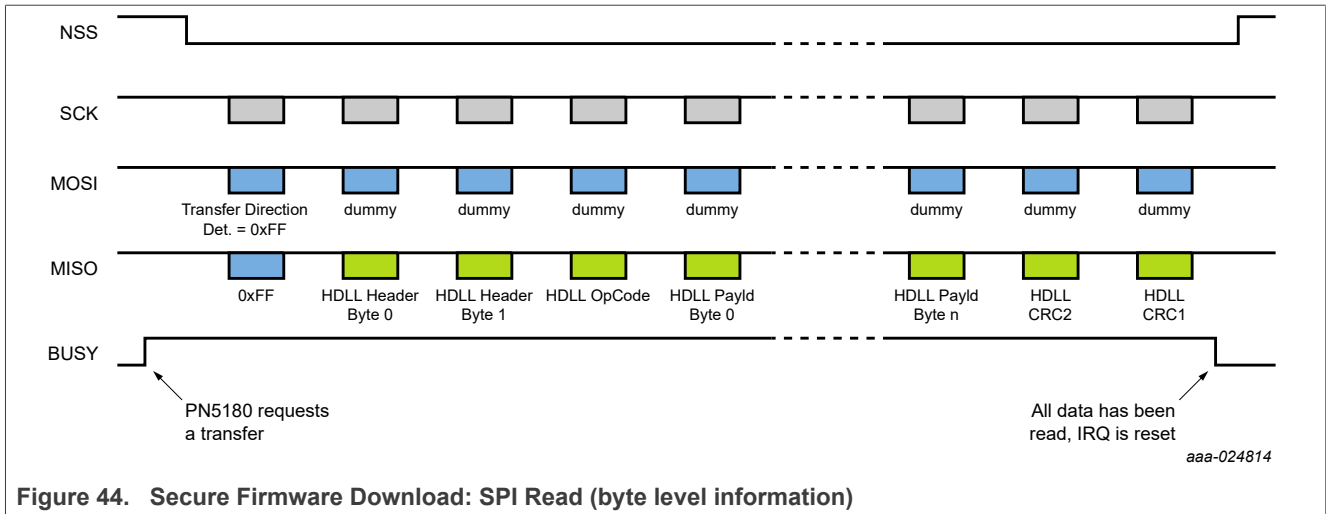 NSS
SCK
MOSI
Transfer Direction
Det. = 0xFF
dummy
dummy
dummy
dummy
dummy
dummy
dummy
MISO
0xFF
HDLL Header
Byte 0
HDLL Header
Byte 1
HDLL OpCode
HDLL Payld
Byte 0
HDLL Payld
Byte n
HDLL
CRC2
HDLL
CRC1
BUSY
PN5180 requests
a transfer
All data has been
read, IRQ is reset
aaa-024814
Figure 44. Secure Firmware Download: SPI Read (byte level information)